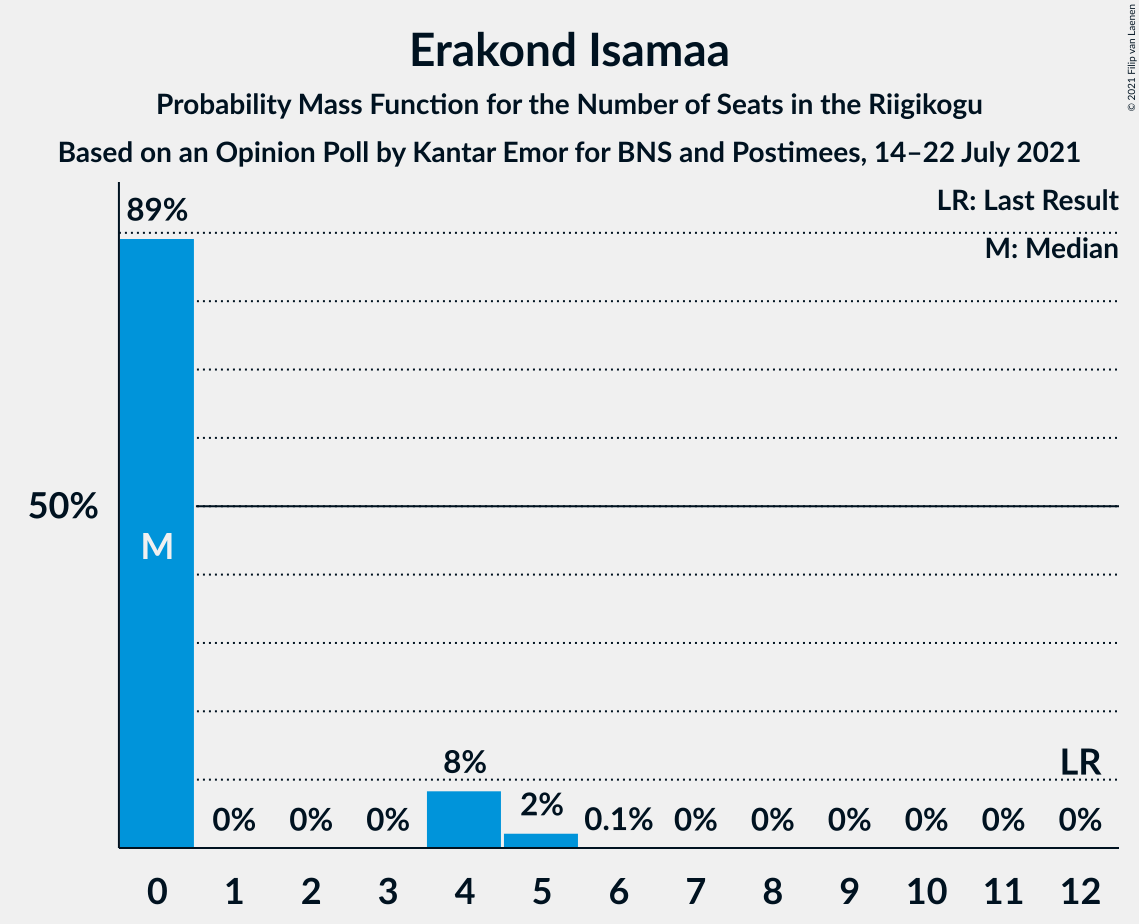 Erakond Isamaa
Probability Mass Function for the Number of Seats in the Riigikogu
Based on an Opinion Poll by Kantar Emor for BNS and Postimees, 14–22 July 2021
© 2021 Filip van Laenen
LR: Last Result
M: Median
89%
50%
M
8%
LR
0% 0% 0% 2% 0.1% 0% 0% 0% 0% 0% 0%
0 1 2 3 4 5 6 7 8 9 10 11 12